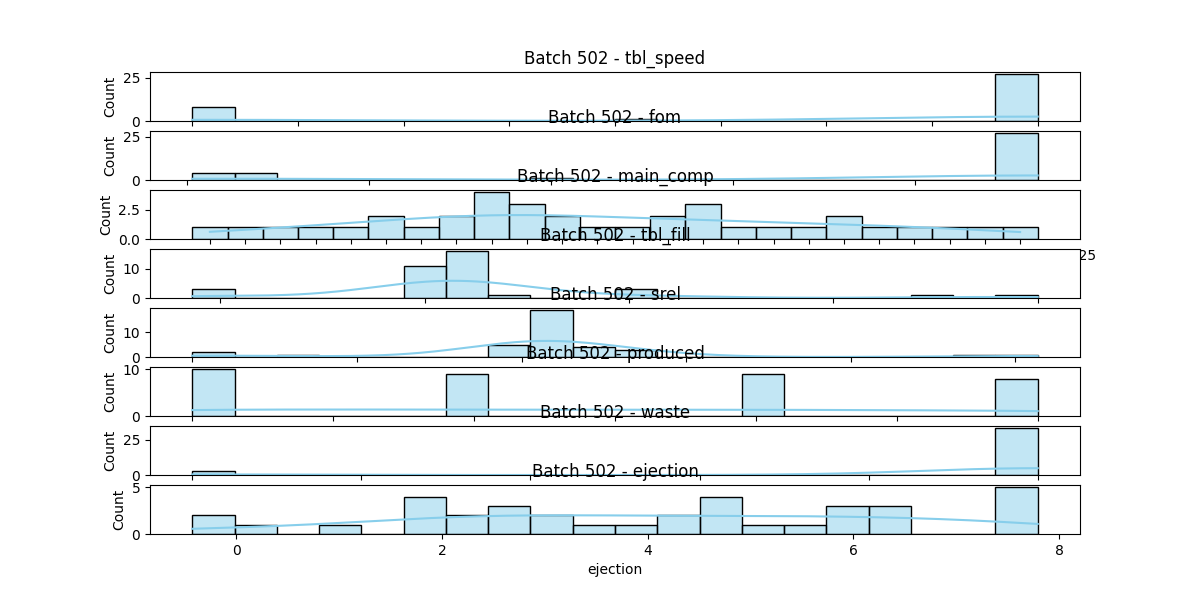 Batch 502 - tbl_speed
25
0
Count
Batch 502 - fom
25
0
Count
Batch 502 - main_comp
2.5
0.0
Count
25
Batch 502 - tbl_fill
10
0
Count
Batch 502 - srel
10
0
Count
Batch 502 - produced
10
0
Count
Batch 502 - waste
25
0
Count
Batch 502 - ejection
5
0
Count
0 2 4 6 8
ejection